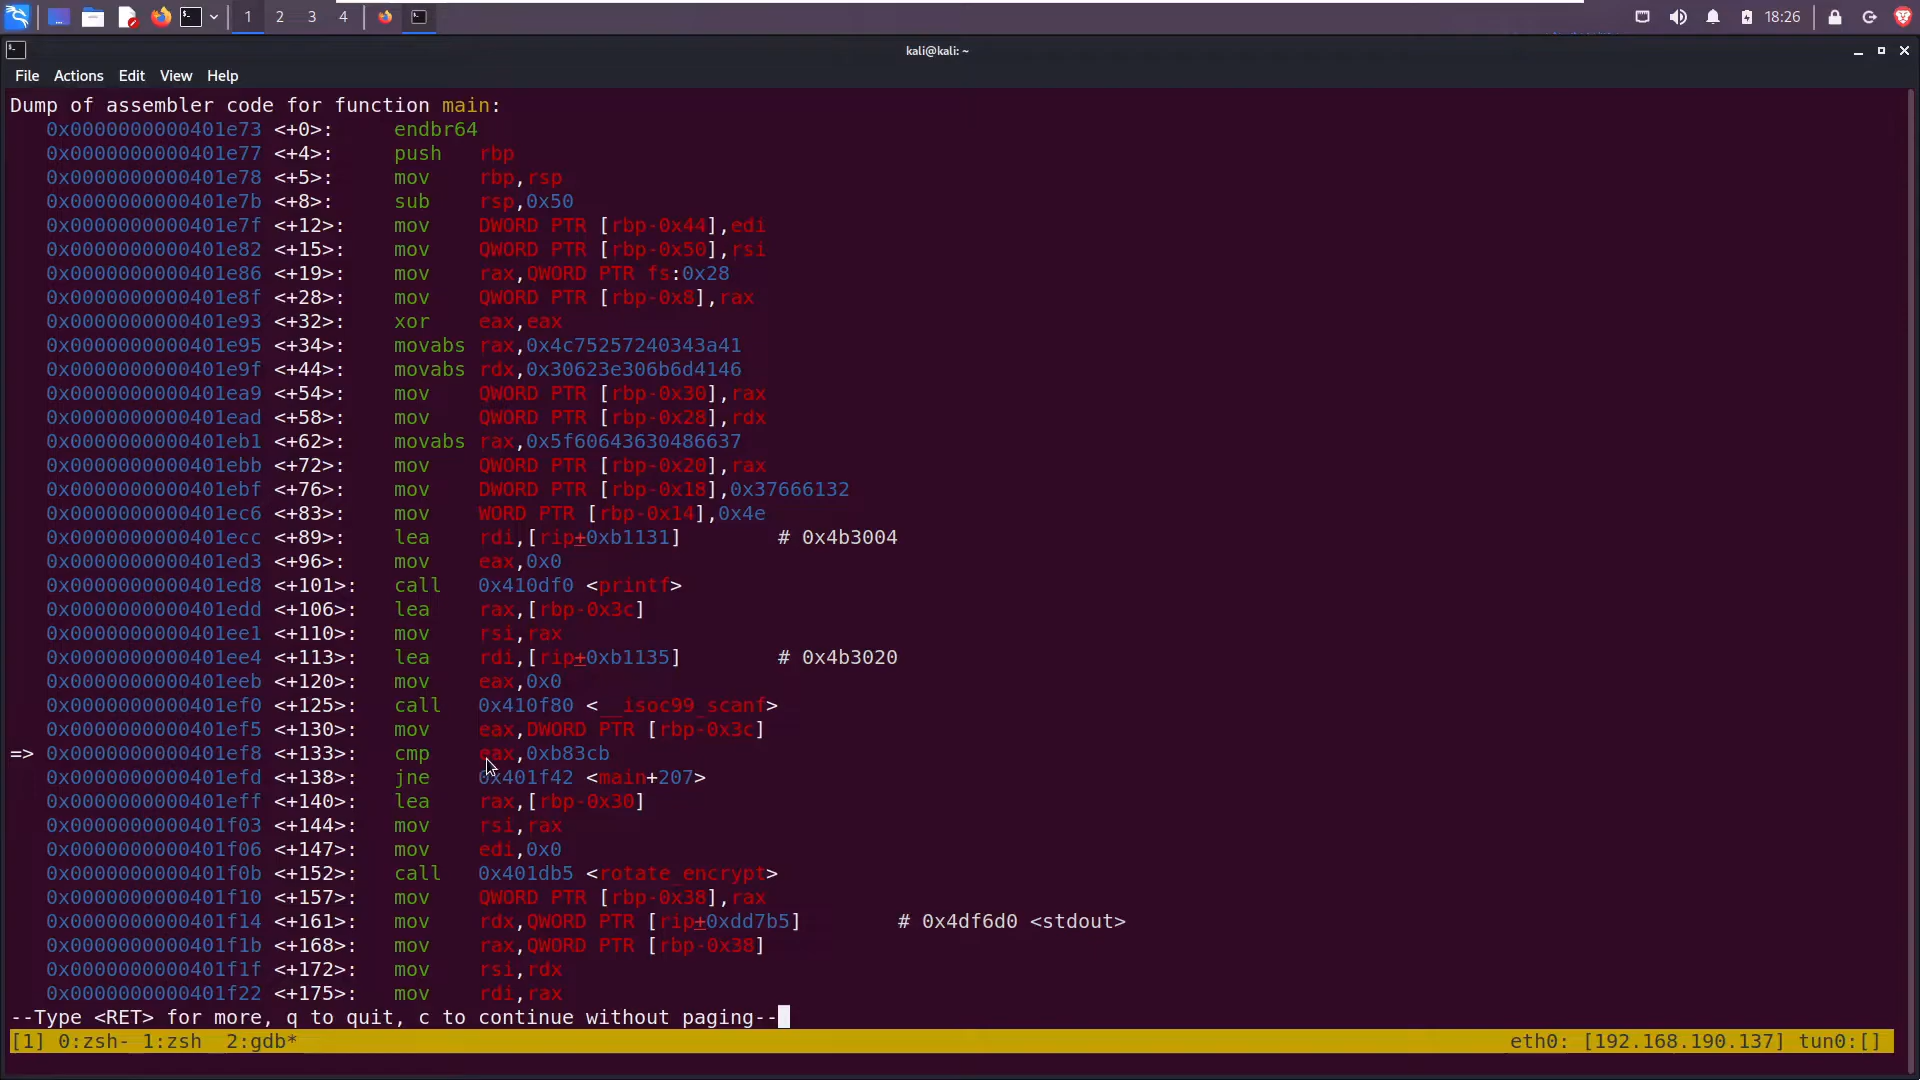 1 2 3 4 18:26
kali@kali: ~
File Actions Edit View Help
Dump of assembler code for function main:
0x0000000000401e73 <+0>: endbr64
0x0000000000401e77 <+4>: push rbp
0x0000000000401e78 <+5>: mov rbp,rsp
0x0000000000401e7b <+8>: sub rsp,0x50
0x0000000000401e7f <+12>: mov DWORD PTR [rbp-0x44],edi
0x0000000000401e82 <+15>: mov QWORD PTR [rbp-0x50],rsi
0x0000000000401e86 <+19>: mov rax,QWORD PTR fs:0x28
0x0000000000401e8f <+28>: mov QWORD PTR [rbp-0x8],rax
0x0000000000401e93 <+32>: xor eax,eax
0x0000000000401e95 <+34>: movabs rax,0x4c75257240343a41
0x0000000000401e9f <+44>: movabs rdx,0x30623e306b6d4146
0x0000000000401ea9 <+54>: mov QWORD PTR [rbp-0x30],rax
0x0000000000401ead <+58>: mov QWORD PTR [rbp-0x28],rdx
0x0000000000401eb1 <+62>: movabs rax,0x5f60643630486637
0x0000000000401ebb <+72>: mov QWORD PTR [rbp-0x20],rax
0x0000000000401ebf <+76>: mov DWORD PTR [rbp-0x18],0x37666132
0x0000000000401ec6 <+83>: mov WORD PTR [rbp-0x14],0x4e
0x0000000000401ecc <+89>: lea rdi,[rip+0xb1131] # 0x4b3004
0x0000000000401ed3 <+96>: mov eax,0x0
0x0000000000401ed8 <+101>: call 0x410df0 <printf>
0x0000000000401edd <+106>: lea rax,[rbp-0x3c]
0x0000000000401ee1 <+110>: mov rsi,rax
0x0000000000401ee4 <+113>: lea rdi,[rip+0xb1135] # 0x4b3020
0x0000000000401eeb <+120>: mov eax,0x0
0x0000000000401ef0 <+125>: call 0x410f80 <__isoc99_scanf>
0x0000000000401ef5 <+130>: mov eax,DWORD PTR [rbp-0x3c]
=> 0x0000000000401ef8 <+133>: cmp eax,0xb83cb
0x0000000000401efd <+138>: jne 0x401f42 <main+207>
0x0000000000401eff <+140>: lea rax,[rbp-0x30]
0x0000000000401f03 <+144>: mov rsi,rax
0x0000000000401f06 <+147>: mov edi,0x0
0x0000000000401f0b <+152>: call 0x401db5 <rotate_encrypt>
0x0000000000401f10 <+157>: mov QWORD PTR [rbp-0x38],rax
0x0000000000401f14 <+161>: mov rdx,QWORD PTR [rip+0xdd7b5] # 0x4df6d0 <stdout>
0x0000000000401f1b <+168>: mov rax,QWORD PTR [rbp-0x38]
0x0000000000401f1f <+172>: mov rsi,rdx
0x0000000000401f22 <+175>: mov rdi,rax
--Type <RET> for more, q to quit, c to continue without paging--
[1] 0:zsh- 1:zsh 2:gdb* eth0: [192.168.190.137] tun0:[]